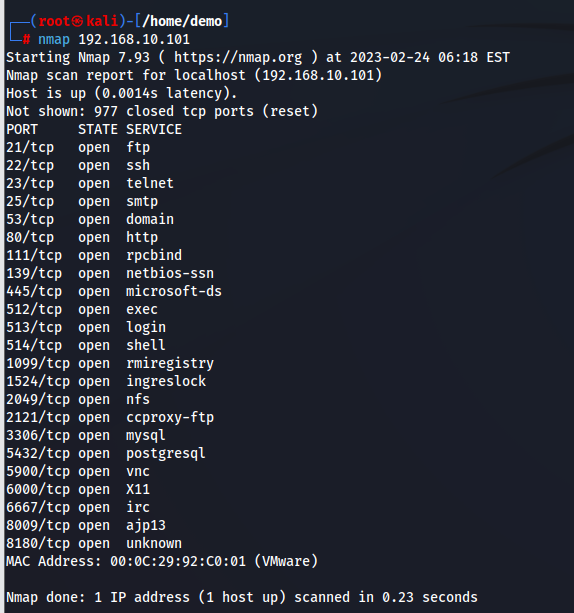 ┌──(root㉿kali)-[/home/demo]
└─# nmap 192.168.10.101
Starting Nmap 7.93 ( https://nmap.org ) at 2023-02-24 06:18 EST
Nmap scan report for localhost (192.168.10.101)
Host is up (0.0014s latency).
Not shown: 977 closed tcp ports (reset)
PORT     STATE SERVICE
21/tcp   open  ftp
22/tcp   open  ssh
23/tcp   open  telnet
25/tcp   open  smtp
53/tcp   open  domain
80/tcp   open  http
111/tcp  open  rpcbind
139/tcp  open  netbios-ssn
445/tcp  open  microsoft-ds
512/tcp  open  exec
513/tcp  open  login
514/tcp  open  shell
1099/tcp open  rmiregistry
1524/tcp open  ingreslock
2049/tcp open  nfs
2121/tcp open  ccproxy-ftp
3306/tcp open  mysql
5432/tcp open  postgresql
5900/tcp open  vnc
6000/tcp open  X11
6667/tcp open  irc
8009/tcp open  ajp13
8180/tcp open  unknown
MAC Address: 00:0C:29:92:C0:01 (VMware)

Nmap done: 1 IP address (1 host up) scanned in 0.23 seconds